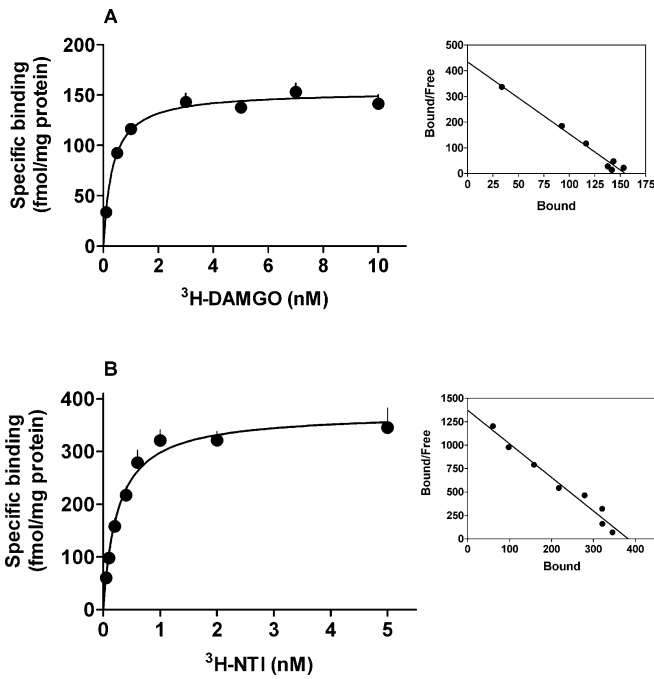 A
200
150
100
50
0
0 2 4 6 8 10
Specific binding
(fmol/mg protein)
³H-DAMGO (nM)
500
400
300
200
100
0
0 25 50 75 100 125 150 175
Bound/Free
Bound
B
400
300
200
100
0
0 1 2 3 4 5
Specific binding
(fmol/mg protein)
³H-NTI (nM)
1500
1250
1000
750
500
250
0
0 100 200 300 400
Bound/Free
Bound